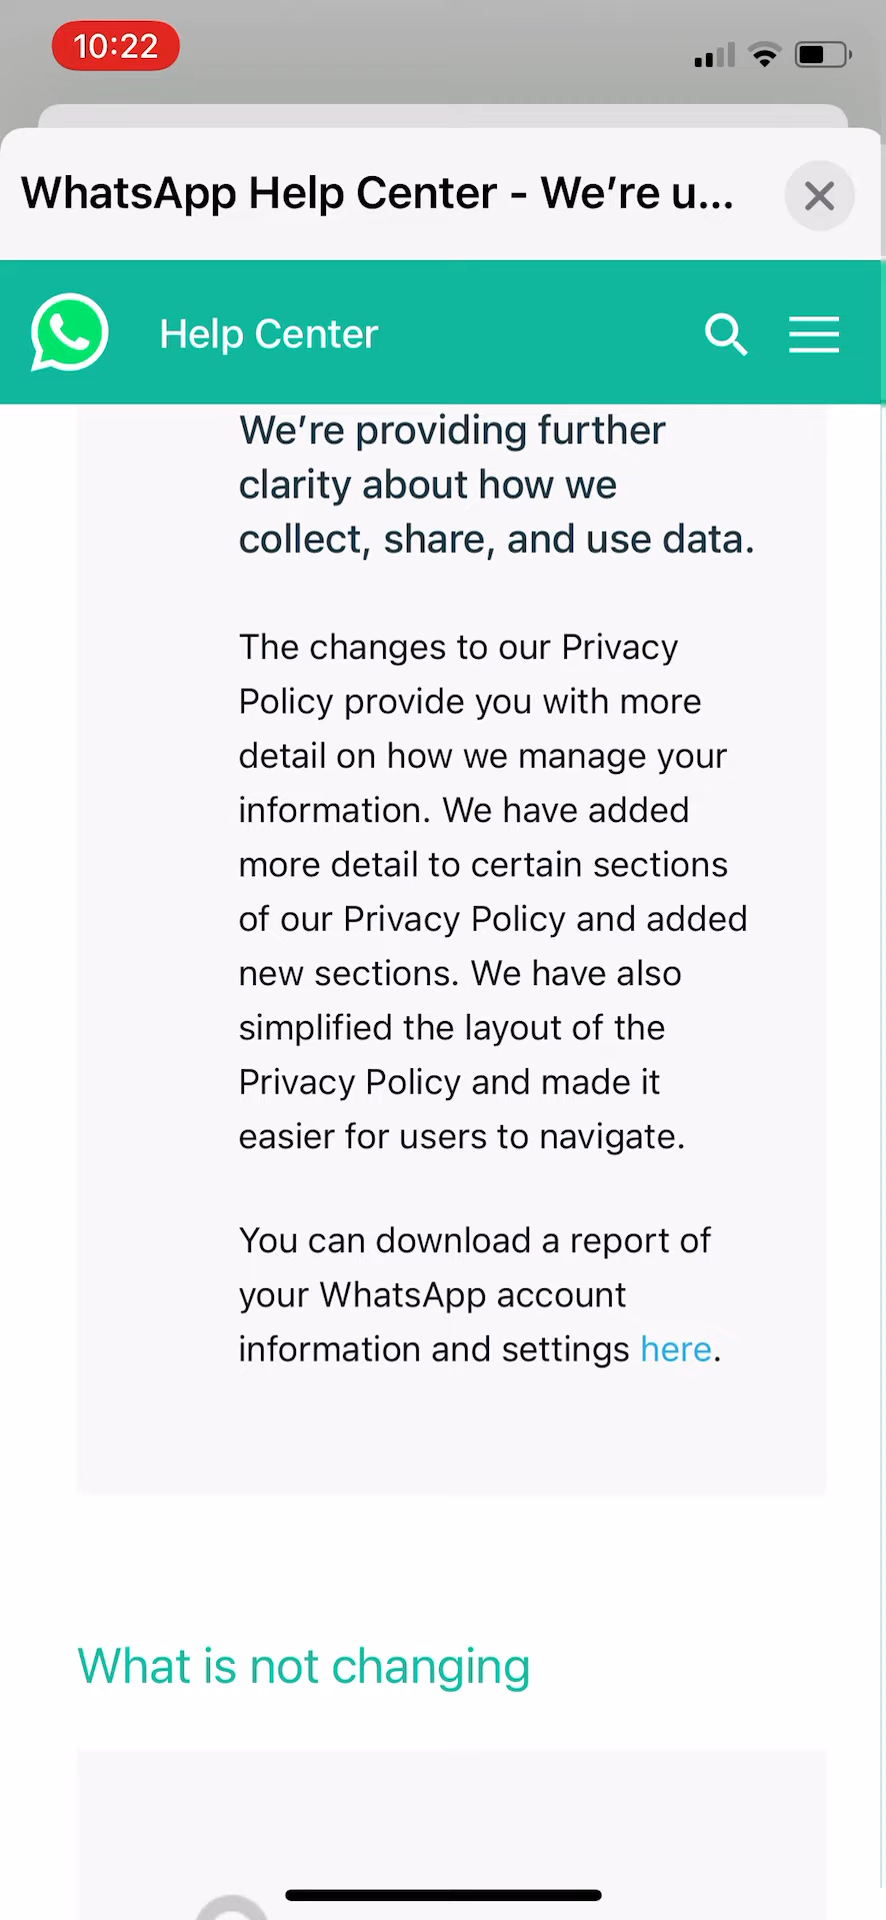 10:22
WhatsApp Help Center - We’re u...
Help Center
We’re providing further
clarity about how we
collect, share, and use data.
The changes to our Privacy
Policy provide you with more
detail on how we manage your
information. We have added
more detail to certain sections
of our Privacy Policy and added
new sections. We have also
simplified the layout of the
Privacy Policy and made it
easier for users to navigate.
You can download a report of
your WhatsApp account
information and settings here.
What is not changing